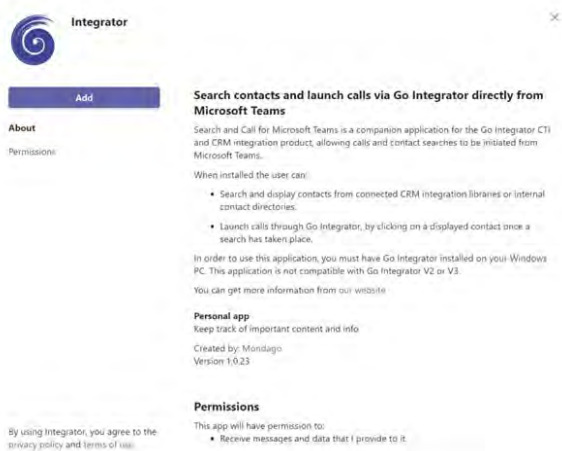 Integrator
Add
About
Permissions
By using Integrator, you agree to the
privacy policy and terms of use.
Search contacts and launch calls via Go Integrator directly from
Microsoft Teams
Search and Call for Microsoft Teams is a companion application for the Go Integrator CTI
and CRM integration product, allowing calls and contact searches to be initiated from
Microsoft Teams.
When installed the user can:
• Search and display contacts from connected CRM integration libraries or internal
contact directories.
• Launch calls through Go Integrator, by clicking on a displayed contact once a
search has taken place.
In order to use this application, you must have Go Integrator installed on your Windows
PC. This application is not compatible with Go Integrator V2 or V3.
You can get more information from our website
Personal app
Keep track of important content and info
Created by: Mondago
Version 1.0.23
Permissions
This app will have permission to:
• Receive messages and data that I provide to it.